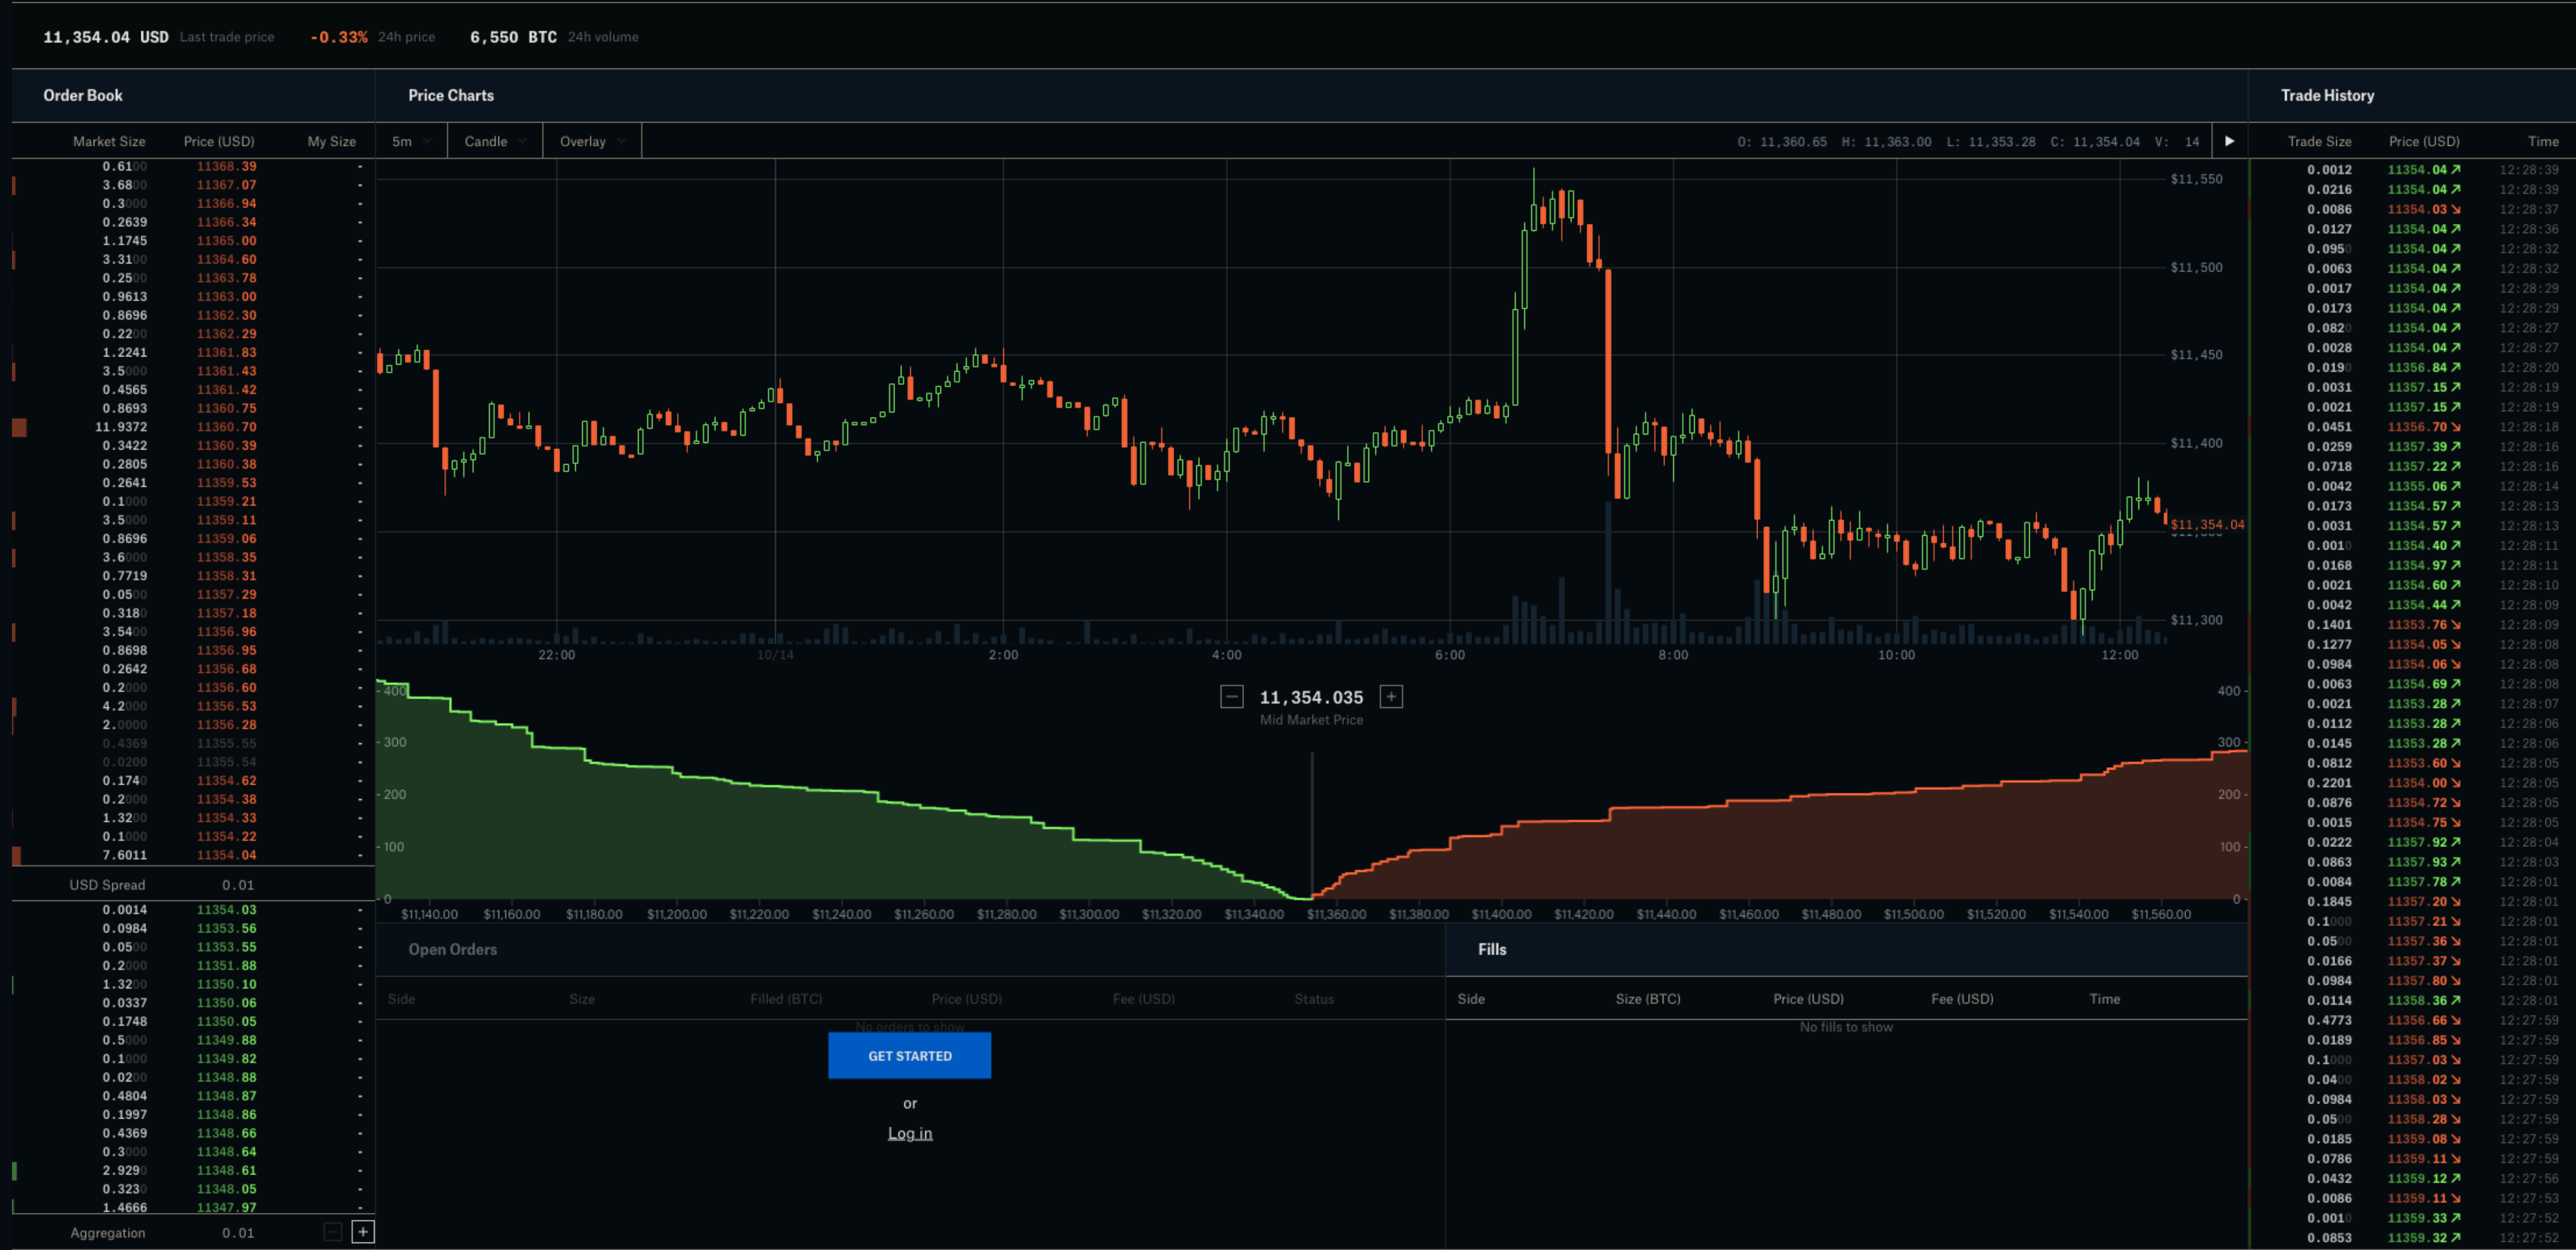 11,354.04 USD Last trade price -0.33% 24h price 6,550 BTC 24h volume
Order Book
Market Size Price (USD) My Size
0.6100 11368.39 -
3.6800 11367.07 -
0.3000 11366.94 -
0.2639 11366.34 -
1.1745 11365.00 -
3.3100 11364.60 -
0.2500 11363.78 -
0.9613 11363.00 -
0.8696 11362.30 -
0.2200 11362.29 -
1.2241 11361.83 -
3.5000 11361.43 -
0.4565 11361.42 -
0.8693 11360.75 -
11.9372 11360.70 -
0.3422 11360.39 -
0.2805 11360.38 -
0.2641 11359.53 -
0.1000 11359.21 -
3.5000 11359.11 -
0.8696 11359.06 -
3.6000 11358.35 -
0.7719 11358.31 -
0.0500 11357.29 -
0.3180 11357.18 -
3.5400 11356.96 -
0.8698 11356.95 -
0.2642 11356.68 -
0.2000 11356.60 -
4.2000 11356.53 -
2.0000 11356.28 -
0.4369 11355.55 -
0.0200 11355.54 -
0.1740 11354.62 -
0.2000 11354.38 -
1.3200 11354.33 -
0.1000 11354.22 -
7.6011 11354.04 -
USD Spread 0.01
0.0014 11354.03 -
0.0984 11353.56 -
0.0500 11353.55 -
0.2000 11351.88 -
1.3200 11350.10 -
0.0337 11350.06 -
0.1748 11350.05 -
0.5000 11349.88 -
0.1000 11349.82 -
0.0200 11348.88 -
0.4804 11348.87 -
0.1997 11348.86 -
0.4369 11348.66 -
0.3000 11348.64 -
2.9290 11348.61 -
0.3230 11348.05 -
1.4666 11347.97 -
Aggregation 0.01 - +
Price Charts
5m Candle Overlay O: 11,360.65 H: 11,363.00 L: 11,353.28 C: 11,354.04 V: 14
$11,550
$11,500
$11,450
$11,400
$11,354.04
$11,300
22:00 10/14 2:00 4:00 6:00 8:00 10:00 12:00
- 11,354.035 +
Mid Market Price
400 400
300 300
200 200
100 100
0 0
$11,140.00 $11,160.00 $11,180.00 $11,200.00 $11,220.00 $11,240.00 $11,260.00 $11,280.00 $11,300.00 $11,320.00 $11,340.00 $11,360.00 $11,380.00 $11,400.00 $11,420.00 $11,440.00 $11,460.00 $11,480.00 $11,500.00 $11,520.00 $11,540.00 $11,560.00
Open Orders
Side Size Filled (BTC) Price (USD) Fee (USD) Status
No orders to show
GET STARTED
or
Log in
Fills
Side Size (BTC) Price (USD) Fee (USD) Time
No fills to show
Trade History
Trade Size Price (USD) Time
0.0012 11354.04↗ 12:28:39
0.0216 11354.04↗ 12:28:39
0.0086 11354.03↘ 12:28:37
0.0127 11354.04↗ 12:28:36
0.0950 11354.04↗ 12:28:32
0.0063 11354.04↗ 12:28:32
0.0017 11354.04↗ 12:28:29
0.0173 11354.04↗ 12:28:29
0.0820 11354.04↗ 12:28:27
0.0028 11354.04↗ 12:28:27
0.0190 11356.84↗ 12:28:20
0.0031 11357.15↗ 12:28:19
0.0021 11357.15↗ 12:28:19
0.0451 11356.70↘ 12:28:18
0.0259 11357.39↗ 12:28:16
0.0718 11357.22↗ 12:28:16
0.0042 11355.06↗ 12:28:14
0.0173 11354.57↗ 12:28:13
0.0031 11354.57↗ 12:28:13
0.0010 11354.40↗ 12:28:11
0.0168 11354.97↗ 12:28:11
0.0021 11354.60↗ 12:28:10
0.0042 11354.44↗ 12:28:09
0.1401 11353.76↘ 12:28:09
0.1277 11354.05↘ 12:28:08
0.0984 11354.06↘ 12:28:08
0.0063 11354.69↗ 12:28:08
0.0021 11353.28↗ 12:28:07
0.0112 11353.28↗ 12:28:06
0.0145 11353.28↗ 12:28:06
0.0812 11353.60↘ 12:28:05
0.2201 11354.00↘ 12:28:05
0.0876 11354.72↘ 12:28:05
0.0015 11354.75↘ 12:28:05
0.0222 11357.92↗ 12:28:04
0.0863 11357.93↗ 12:28:03
0.0084 11357.78↗ 12:28:01
0.1845 11357.20↘ 12:28:01
0.1000 11357.21↘ 12:28:01
0.0500 11357.36↘ 12:28:01
0.0166 11357.37↘ 12:28:01
0.0984 11357.80↘ 12:28:01
0.0114 11358.36↗ 12:28:01
0.4773 11356.66↘ 12:27:59
0.0189 11356.85↘ 12:27:59
0.1000 11357.03↘ 12:27:59
0.0400 11358.02↘ 12:27:59
0.0984 11358.03↘ 12:27:59
0.0500 11358.28↘ 12:27:59
0.0185 11359.08↘ 12:27:59
0.0786 11359.11↘ 12:27:59
0.0432 11359.12↗ 12:27:56
0.0086 11359.11↘ 12:27:53
0.0010 11359.33↗ 12:27:52
0.0853 11359.32↗ 12:27:52